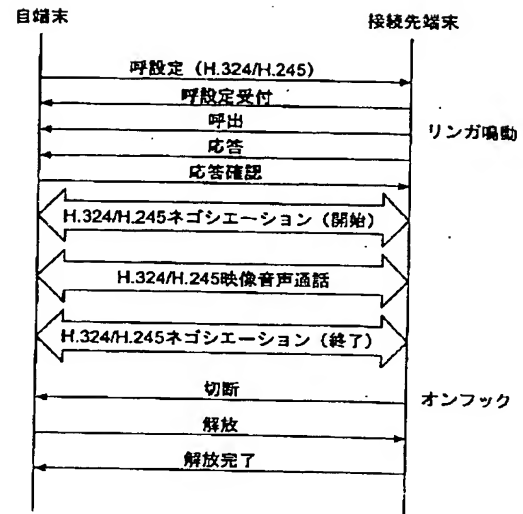 自端末
接続先端末
呼設定（H.324/H.245）
呼設定受付
呼出
リンガ鳴動
応答
応答確認
H.324/H.245ネゴシエーション（開始）
H.324/H.245映像音声通話
H.324/H.245ネゴシエーション（終了）
切断
オンフック
解放
解放完了